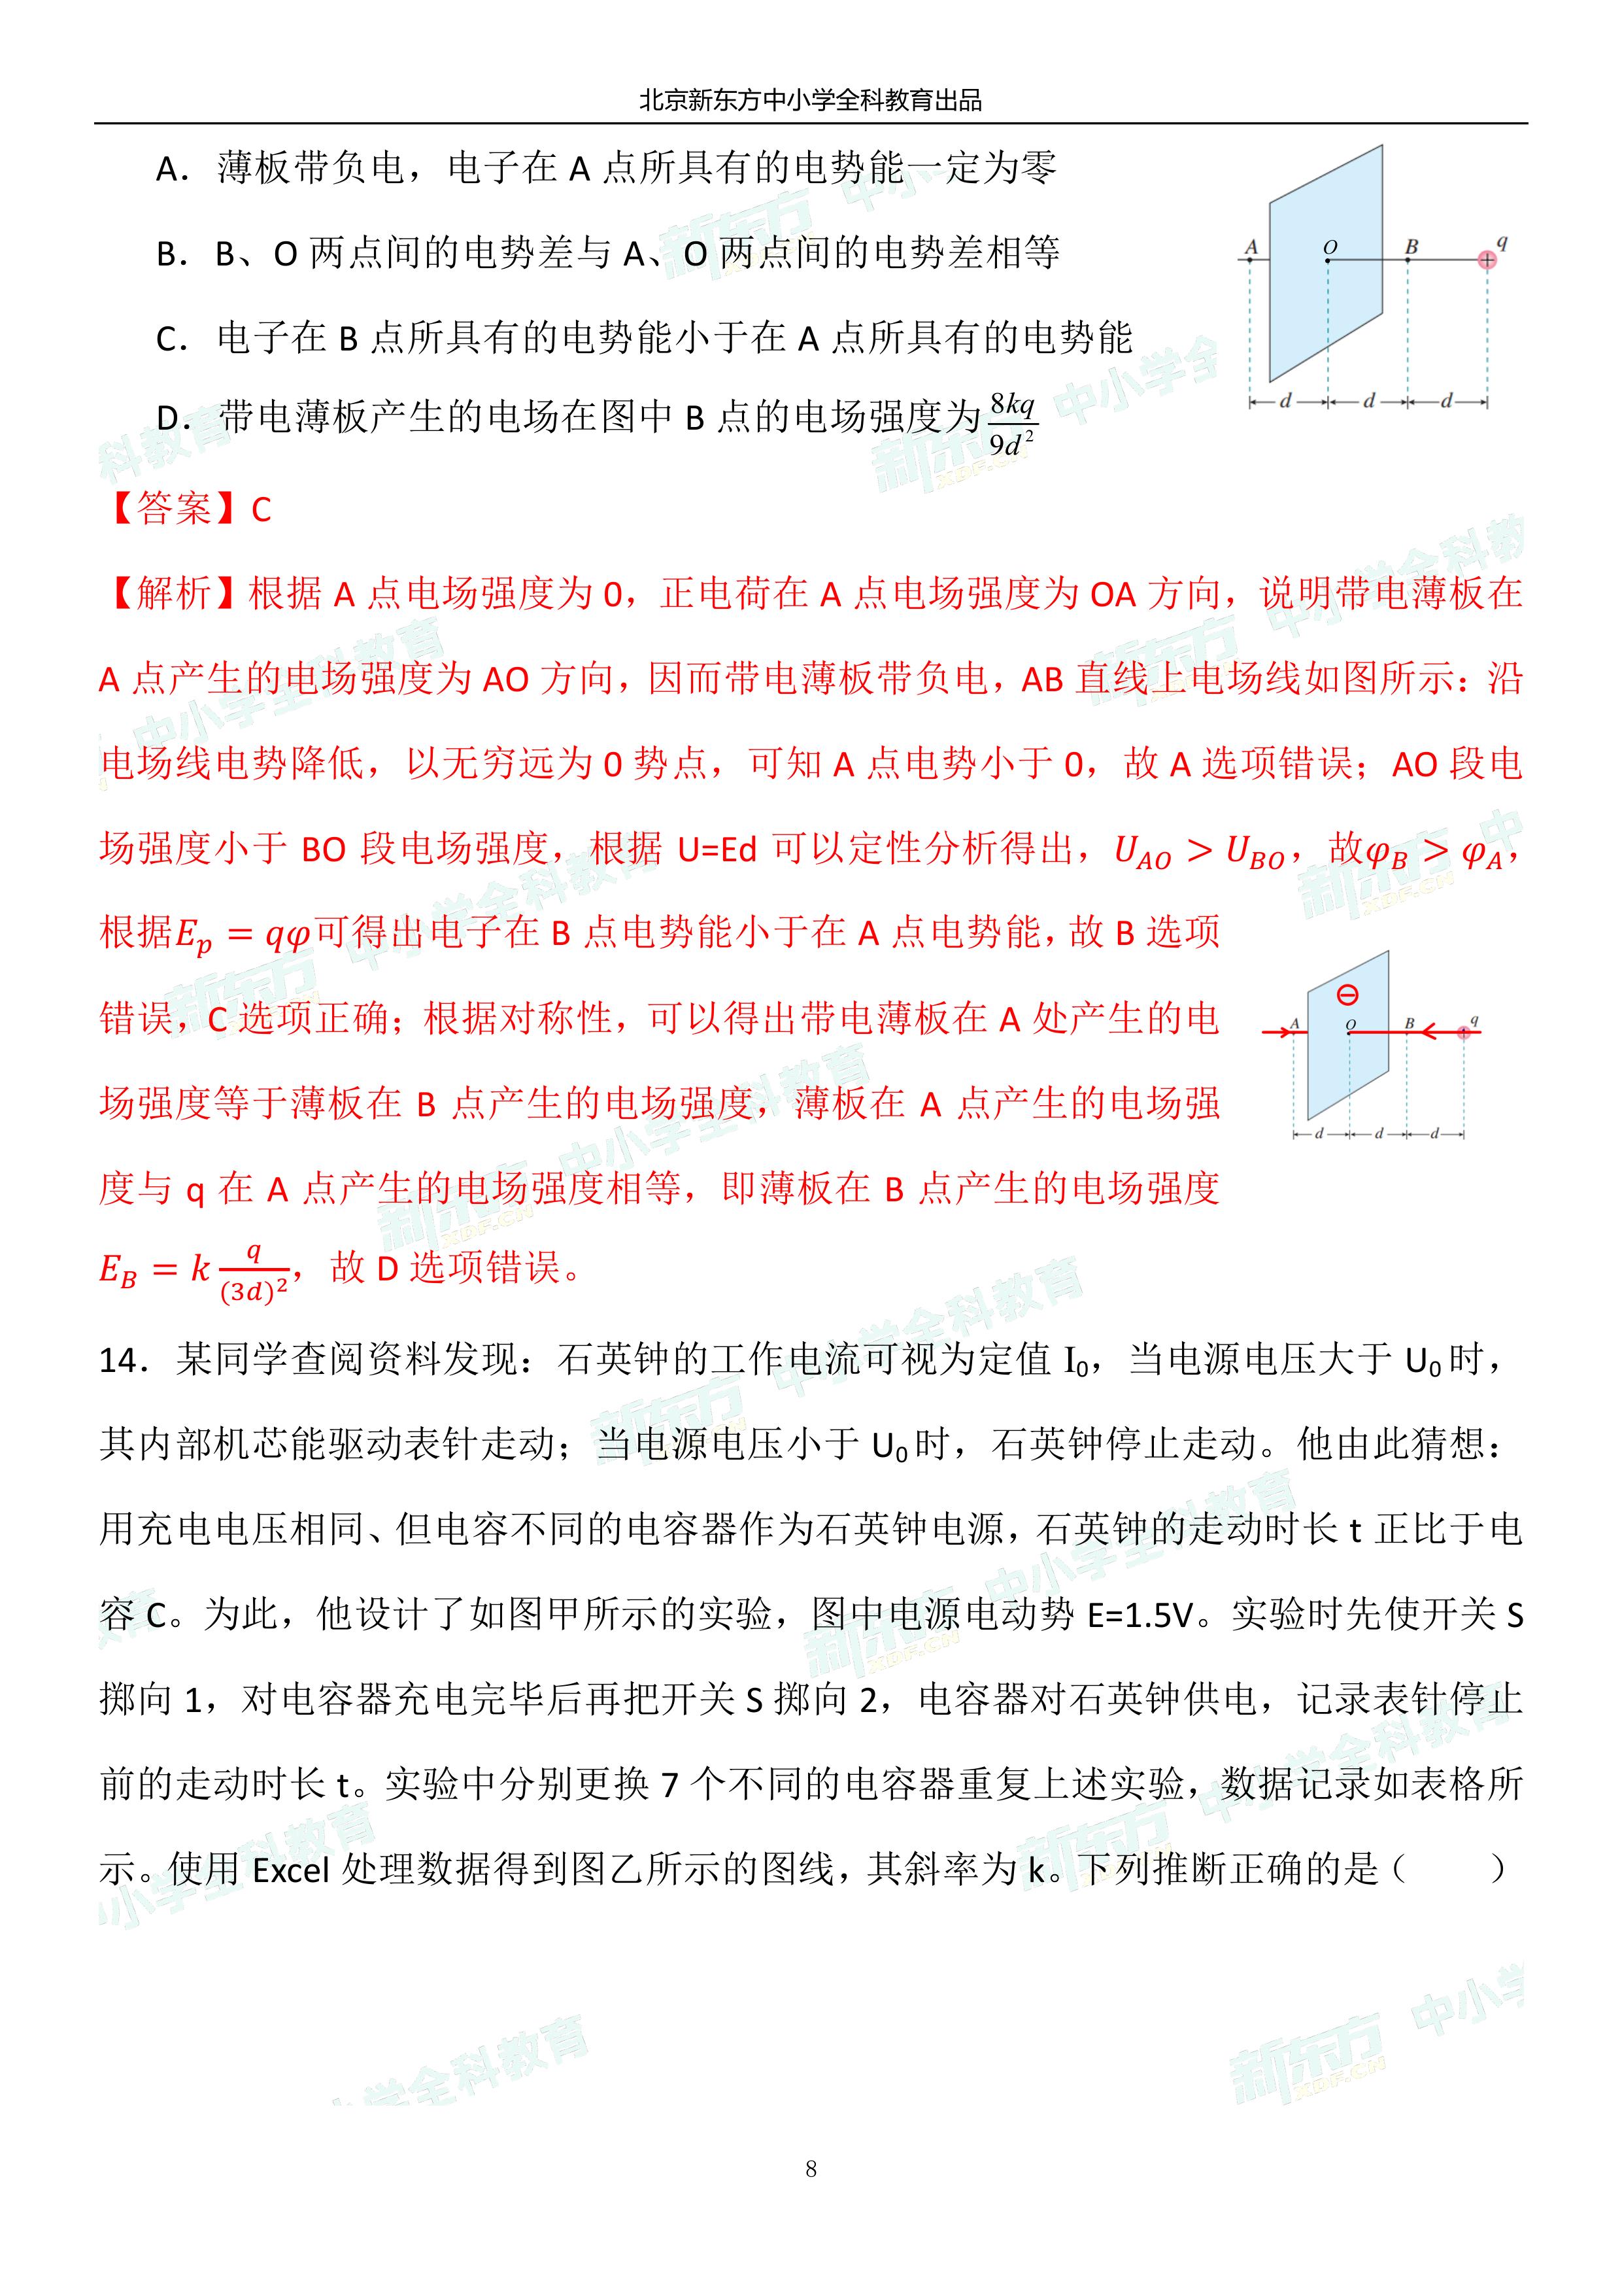 北京新东方中小学全科教育出品
A．薄板带负电，电子在 A 点所具有的电势能一定为零
B．B、O 两点间的电势差与 A、O 两点间的电势差相等
C．电子在 B 点所具有的电势能小于在 A 点所具有的电势能
D．带电薄板产生的电场在图中 B 点的电场强度为 8kq/9d²
A O B q
d d d
【答案】C
【解析】根据 A 点电场强度为 0，正电荷在 A 点电场强度为 OA 方向，说明带电薄板在
A 点产生的电场强度为 AO 方向，因而带电薄板带负电，AB 直线上电场线如图所示：沿
电场线电势降低，以无穷远为 0 势点，可知 A 点电势小于 0，故 A 选项错误；AO 段电
场强度小于 BO 段电场强度，根据 U=Ed 可以定性分析得出，U_AO > U_BO，故φ_B > φ_A，
根据E_p = qφ可得出电子在 B 点电势能小于在 A 点电势能，故 B 选项
错误，C 选项正确；根据对称性，可以得出带电薄板在 A 处产生的电
场强度等于薄板在 B 点产生的电场强度，薄板在 A 点产生的电场强
度与 q 在 A 点产生的电场强度相等，即薄板在 B 点产生的电场强度
E_B = k q/(3d)²，故 D 选项错误。
A O B q
d d d
14．某同学查阅资料发现：石英钟的工作电流可视为定值 I₀，当电源电压大于 U₀时，
其内部机芯能驱动表针走动；当电源电压小于 U₀时，石英钟停止走动。他由此猜想：
用充电电压相同、但电容不同的电容器作为石英钟电源，石英钟的走动时长 t 正比于电
容 C。为此，他设计了如图甲所示的实验，图中电源电动势 E=1.5V。实验时先使开关 S
掷向 1，对电容器充电完毕后再把开关 S 掷向 2，电容器对石英钟供电，记录表针停止
前的走动时长 t。实验中分别更换 7 个不同的电容器重复上述实验，数据记录如表格所
示。使用 Excel 处理数据得到图乙所示的图线，其斜率为 k。下列推断正确的是（　　）
8